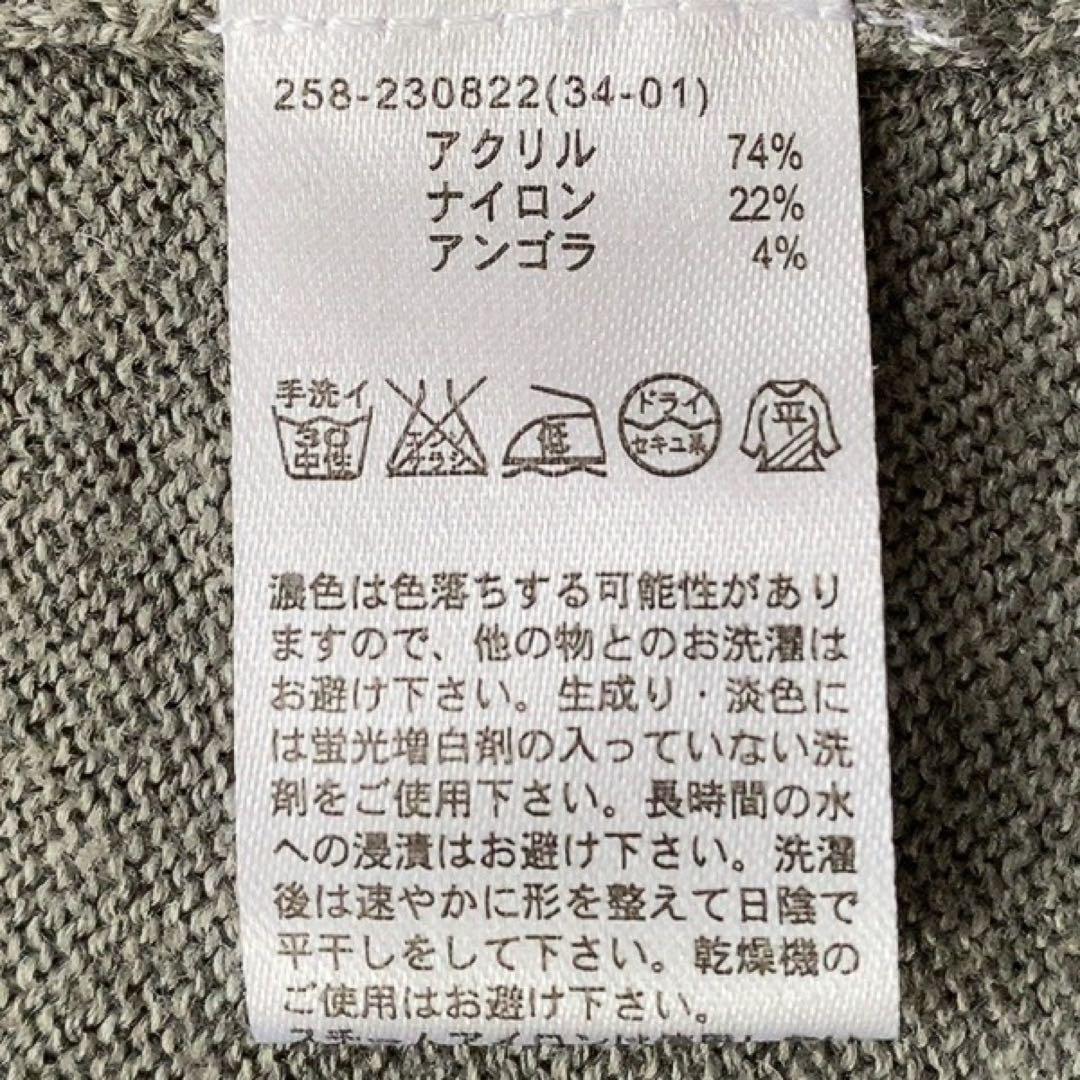 258-230822(34-01)
アクリル 74%
ナイロン 22%
アンゴラ 4%
手洗イ
30
中性
エンソ
サラシ
低
ドライ
セキユ系
平
濃色は色落ちする可能性があり
ますので、他の物とのお洗濯は
お避け下さい。生成り・淡色に
は蛍光増白剤の入っていない洗
剤をご使用下さい。長時間の水
への浸漬はお避け下さい。洗濯
後は速やかに形を整えて日陰で
平干しをして下さい。乾燥機の
ご使用はお避け下さい。